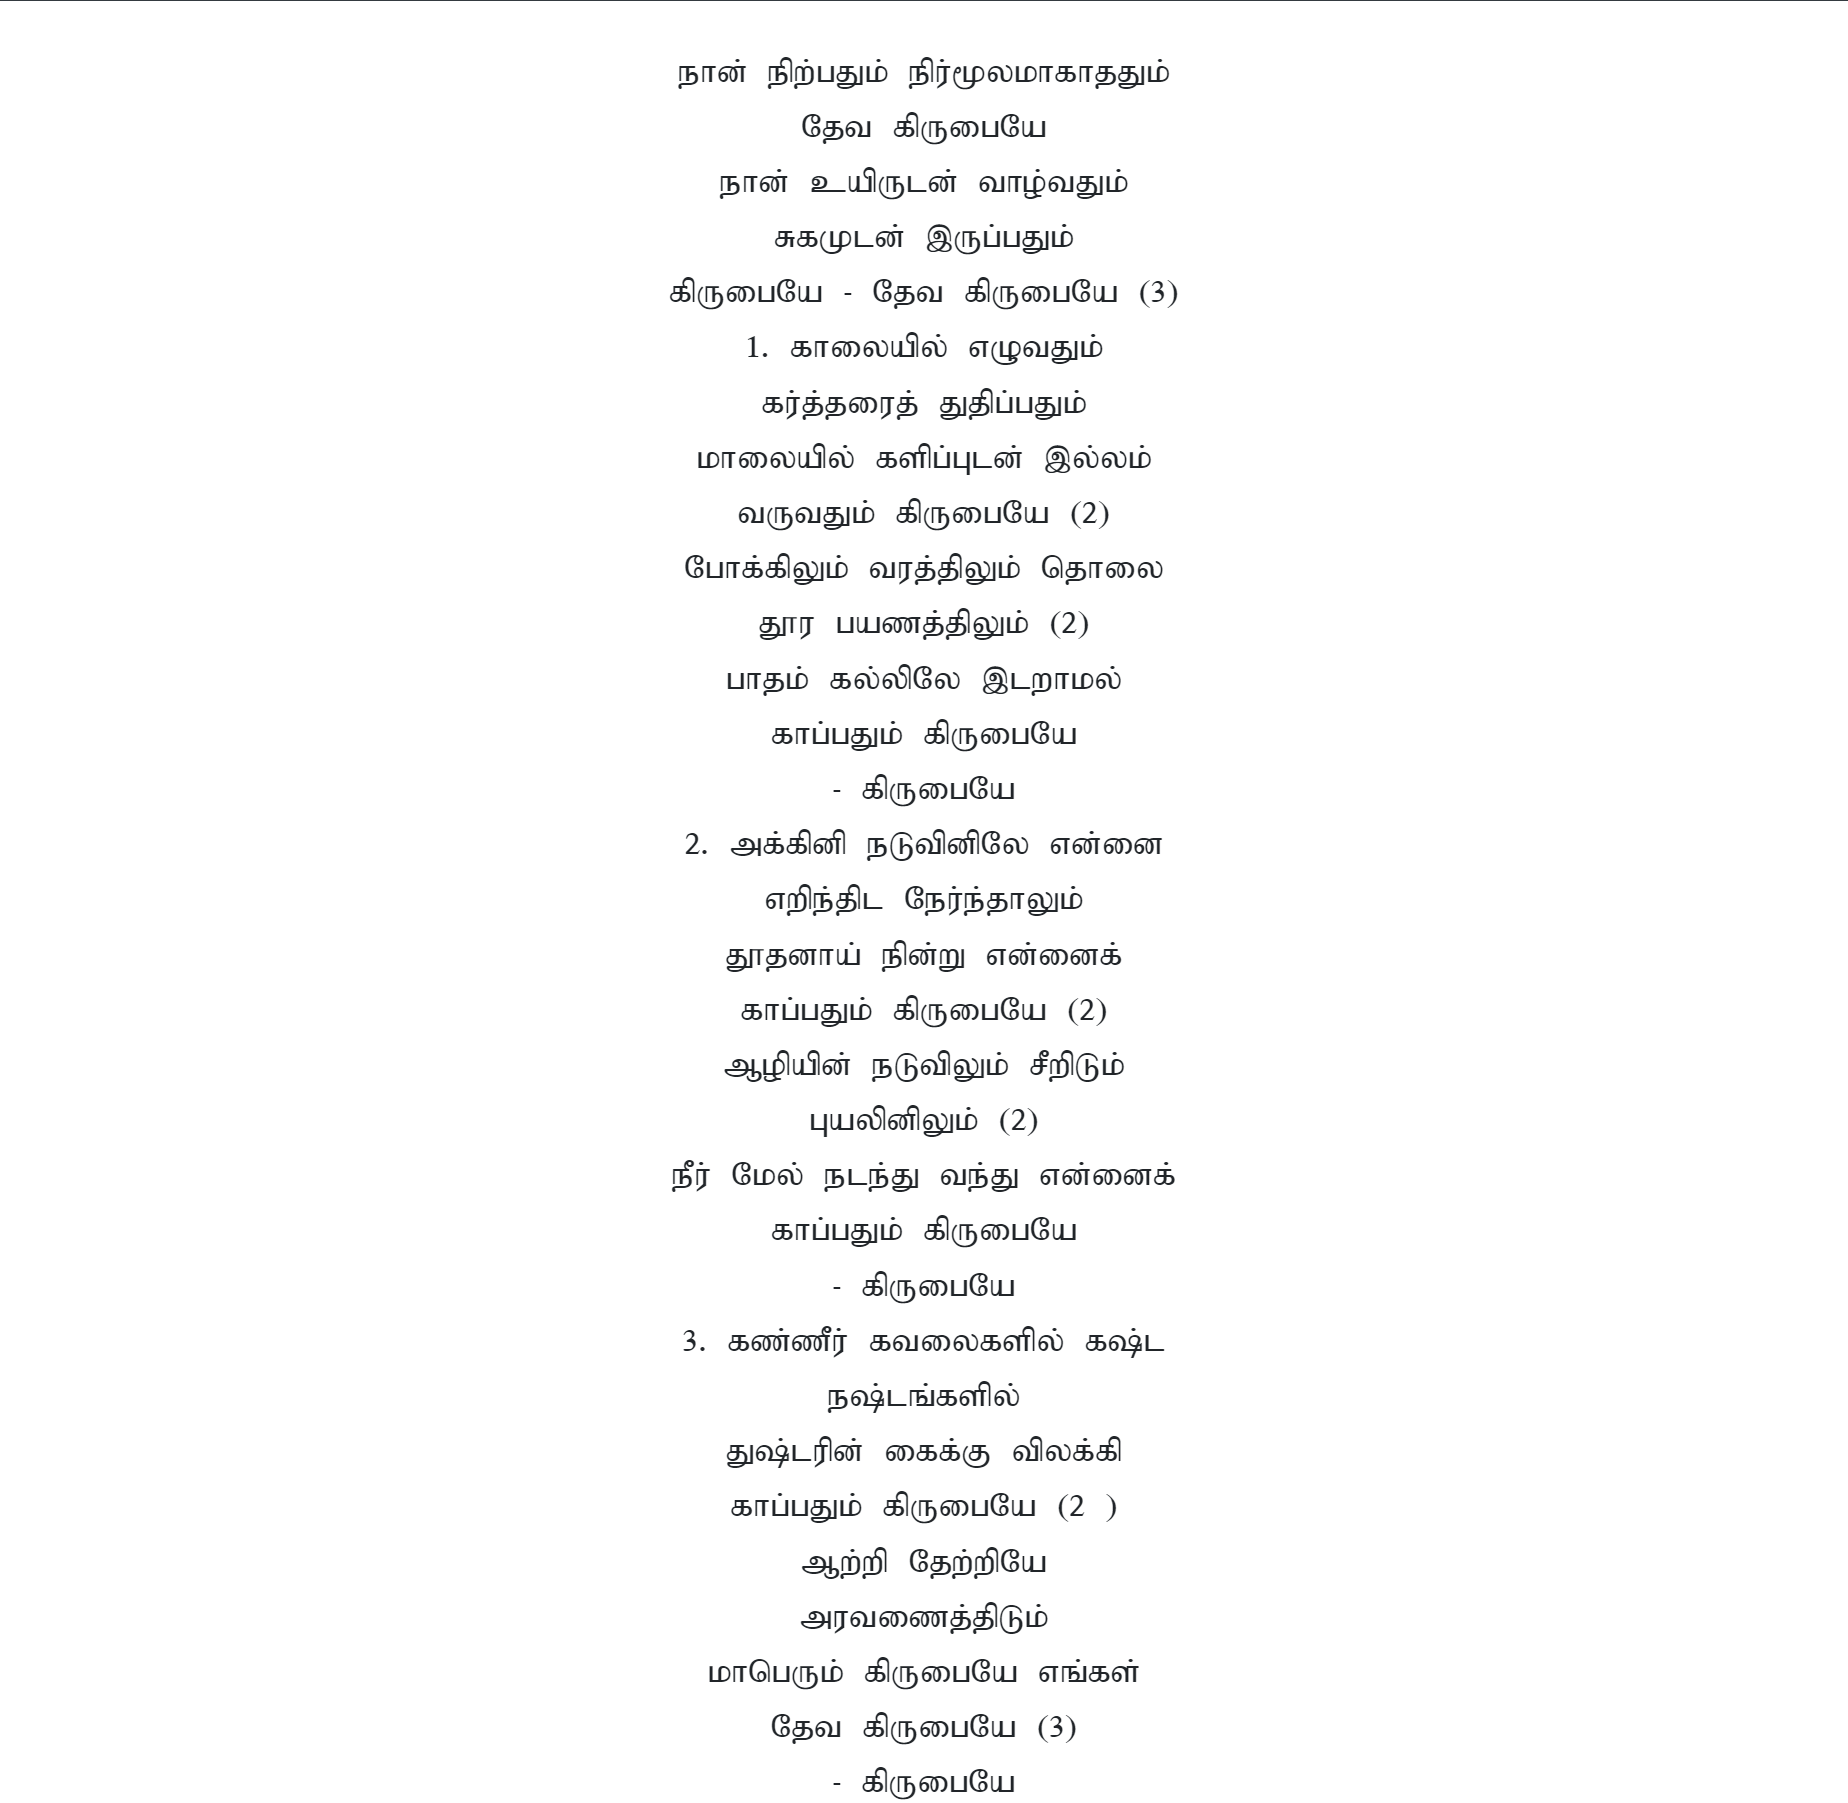 நான் நிற்பதும் நிர்மூலமாகாததும்
தேவ கிருபையே
நான் உயிருடன் வாழ்வதும்
சுகமுடன் இருப்பதும்
கிருபையே - தேவ கிருபையே (3)
1. காலையில் எழுவதும்
கர்த்தரைத் துதிப்பதும்
மாலையில் களிப்புடன் இல்லம்
வருவதும் கிருபையே (2)
போக்கிலும் வரத்திலும் தொலை
தூர பயணத்திலும் (2)
பாதம் கல்லிலே இடறாமல்
காப்பதும் கிருபையே
- கிருபையே
2. அக்கினி நடுவினிலே என்னை
எறிந்திட நேர்ந்தாலும்
தூதனாய் நின்று என்னைக்
காப்பதும் கிருபையே (2)
ஆழியின் நடுவிலும் சீறிடும்
புயலினிலும் (2)
நீர் மேல் நடந்து வந்து என்னைக்
காப்பதும் கிருபையே
- கிருபையே
3. கண்ணீர் கவலைகளில் கஷ்ட
நஷ்டங்களில்
துஷ்டரின் கைக்கு விலக்கி
காப்பதும் கிருபையே (2 )
ஆற்றி தேற்றியே
அரவணைத்திடும்
மாபெரும் கிருபையே எங்கள்
தேவ கிருபையே (3)
- கிருபையே